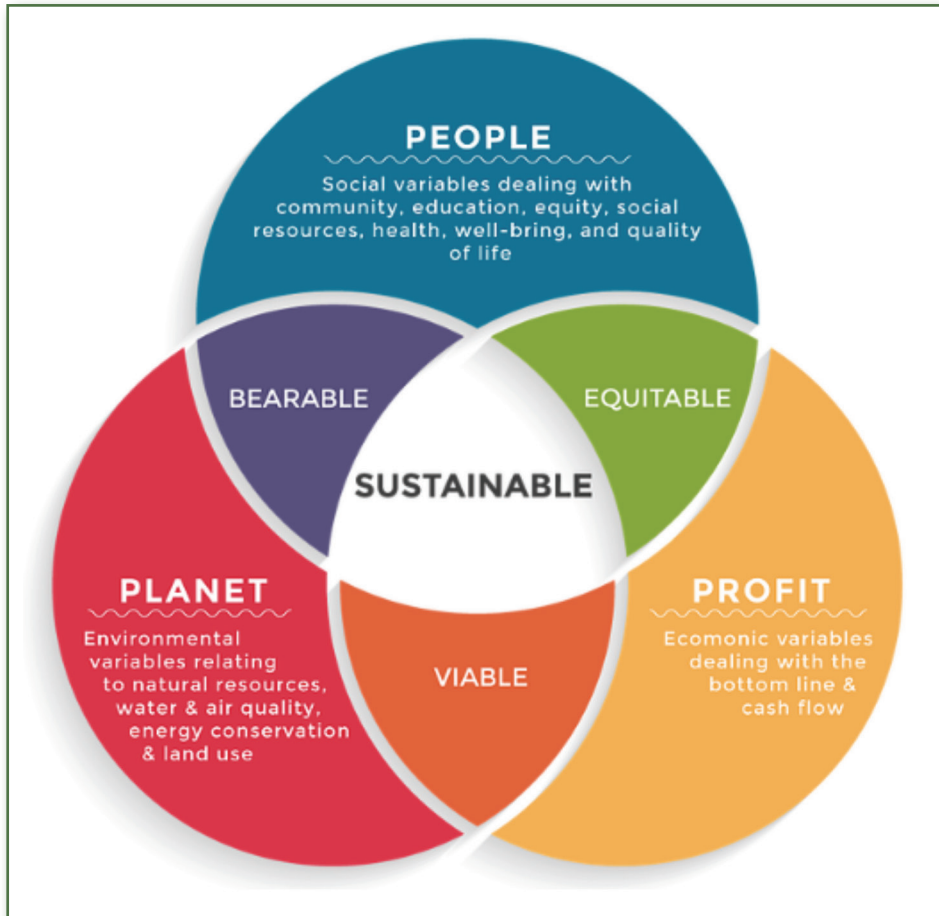 PEOPLE
Social variables dealing with
community, education, equity, social
resources, health, well-bring, and quality
of life
BEARABLE
EQUITABLE
SUSTAINABLE
PLANET
Environmental
variables relating
to natural resources,
water & air quality,
energy conservation
& land use
PROFIT
Ecomonic variables
dealing with the
bottom line &
cash flow
VIABLE